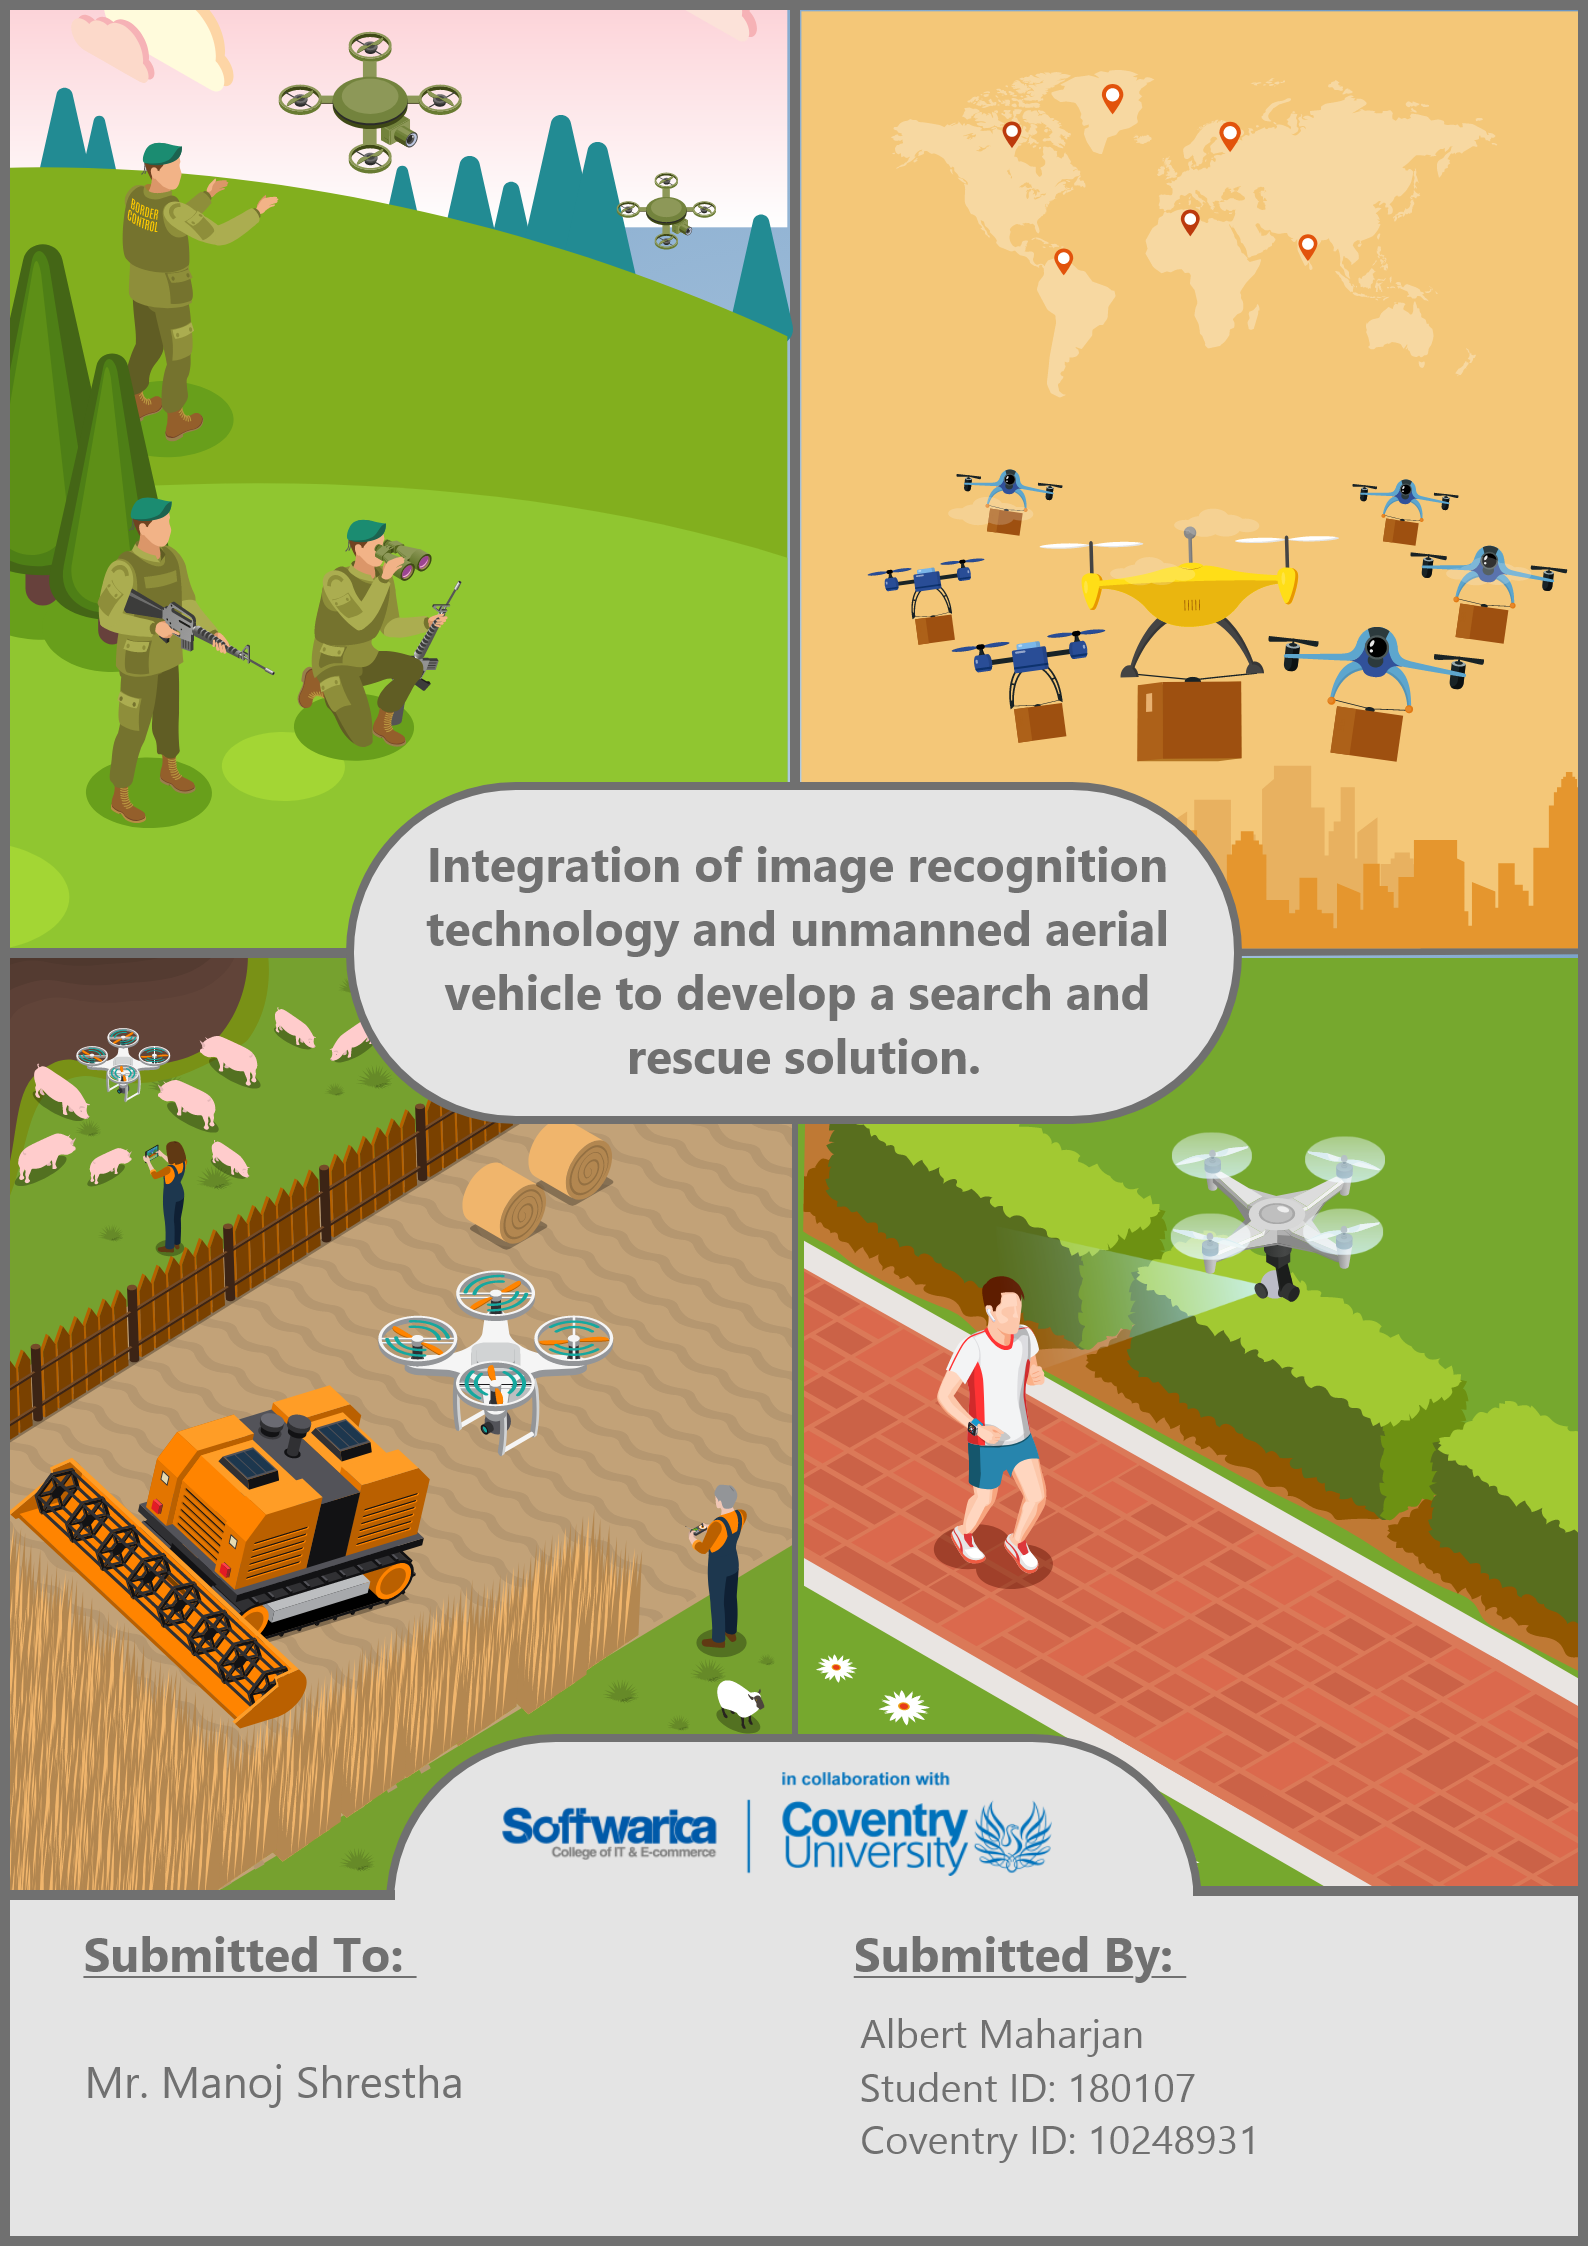 BORDER
CONTROL
Integration of image recognition
technology and unmanned aerial
vehicle to develop a search and
rescue solution.
in collaboration with
Softwarica
College of IT & E-commerce
Coventry
University
Submitted To:
Mr. Manoj Shrestha
Submitted By:
Albert Maharjan
Student ID: 180107
Coventry ID: 10248931